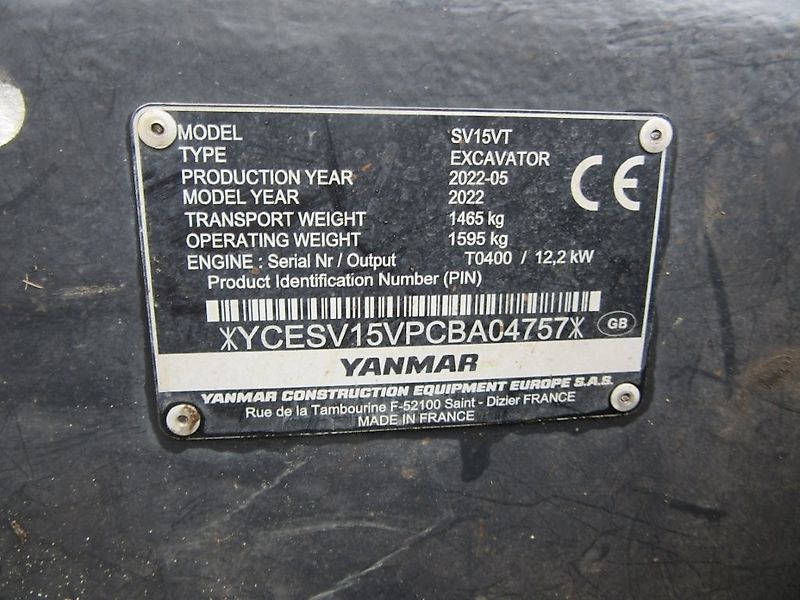 MODEL SV15VT
TYPE EXCAVATOR
PRODUCTION YEAR 2022-05
MODEL YEAR 2022
TRANSPORT WEIGHT 1465 kg
OPERATING WEIGHT 1595 kg
ENGINE : Serial Nr / Output T0400 / 12,2 kW
Product Identification Number (PIN)
CE
*YCESV15VPCBA04757*
GB
YANMAR
YANMAR CONSTRUCTION EQUIPMENT EUROPE S.A.S.
Rue de la Tambourine F-52100 Saint - Dizier FRANCE
MADE IN FRANCE